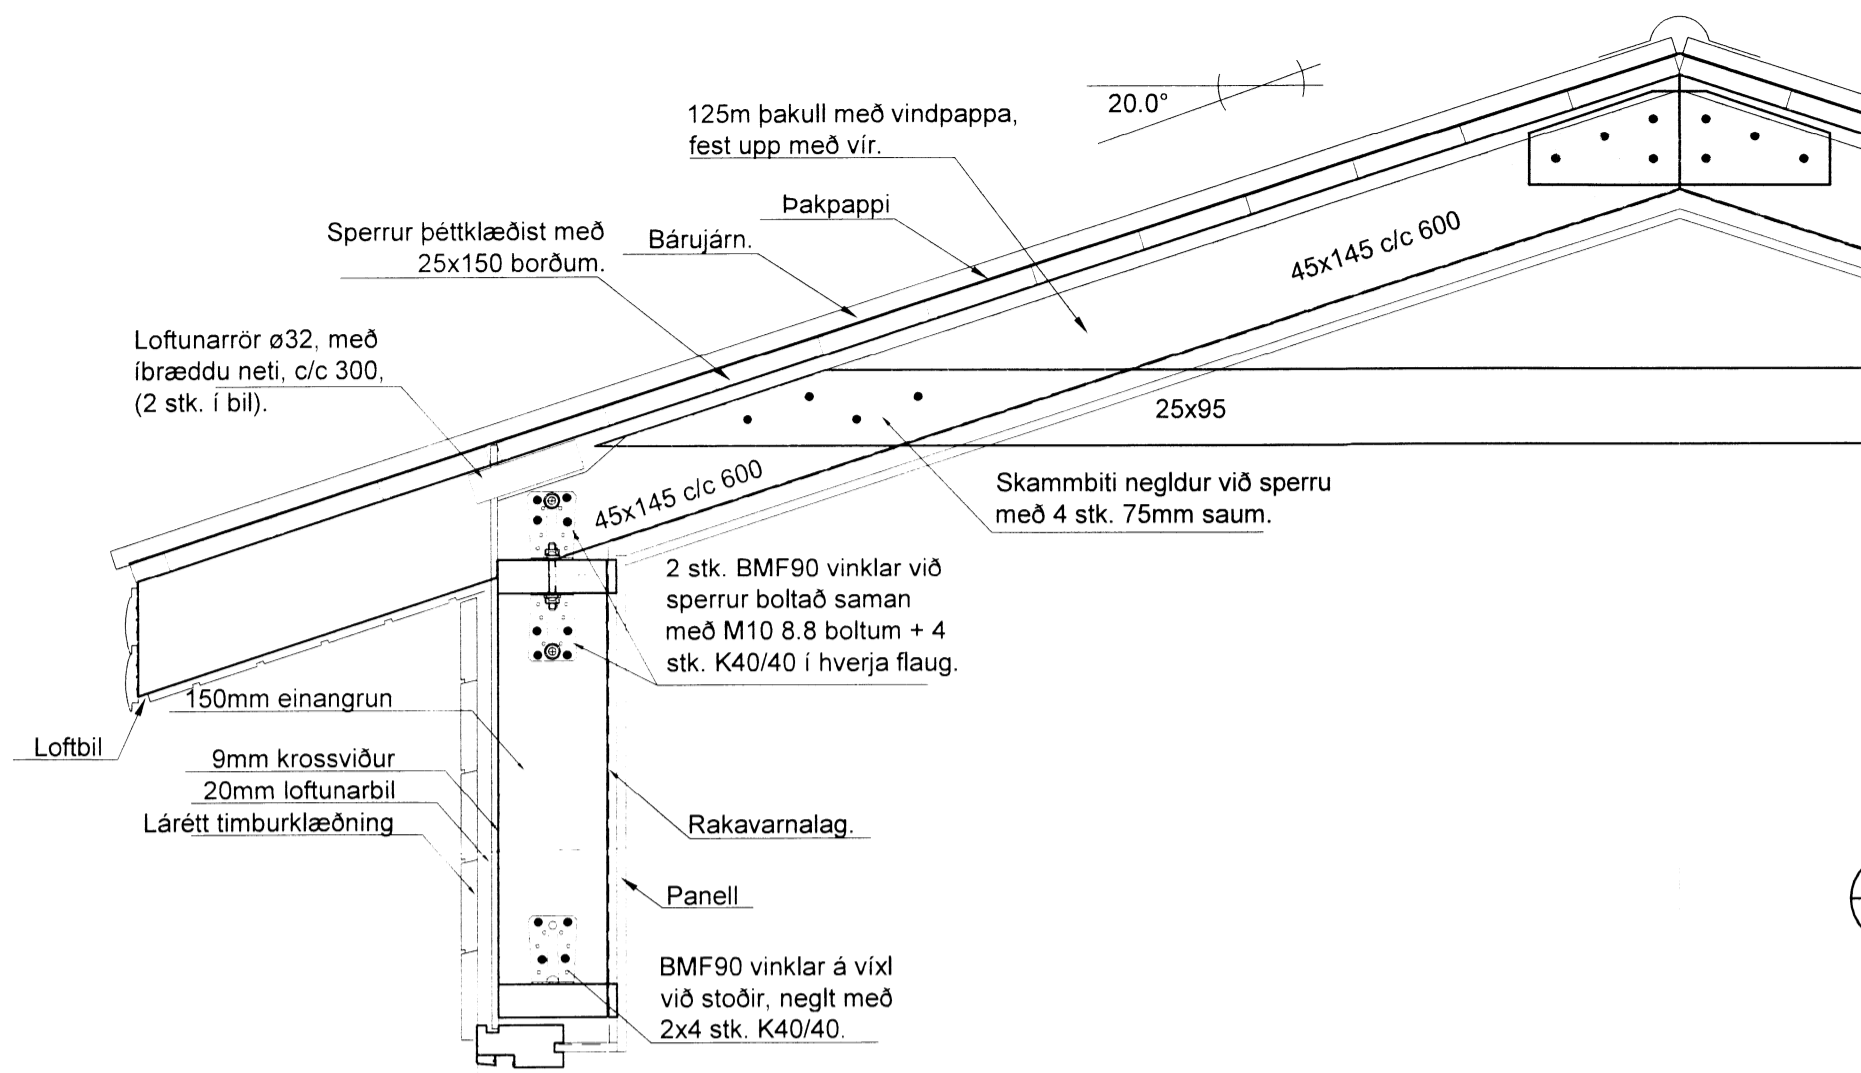 20.0°
125m þakull með vindpappa,
fest upp með vír.
Þakpappi
Sperrur þéttklæðist með
25x150 borðum.
Bárujárn.
45x145 c/c 600
Loftunarrör ø32, með
íbræddu neti, c/c 300,
(2 stk. í bil).
25x95
45x145 c/c 600
Skammbiti negldur við sperru
með 4 stk. 75mm saum.
2 stk. BMF90 vinklar við
sperrur boltað saman
með M10 8.8 boltum + 4
stk. K40/40 í hverja flaug.
150mm einangrun
Loftbil
9mm krossviður
20mm loftunarbil
Lárétt timburklæðning
Rakavarnalag.
Panell
BMF90 vinklar á víxl
við stoðir, neglt með
2x4 stk. K40/40.